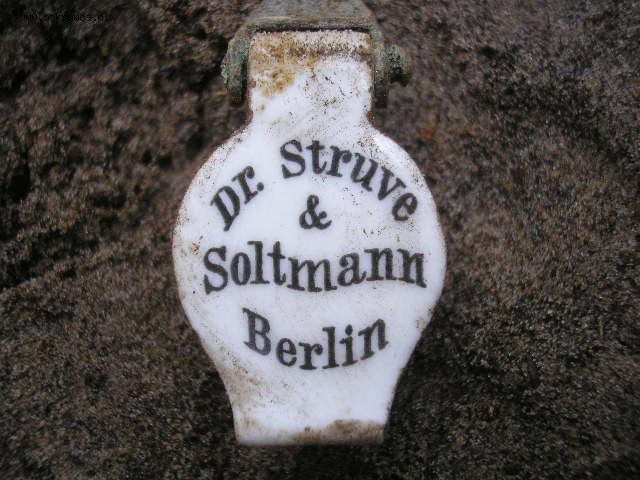 Dr. Struve
&
Soltmann
Berlin